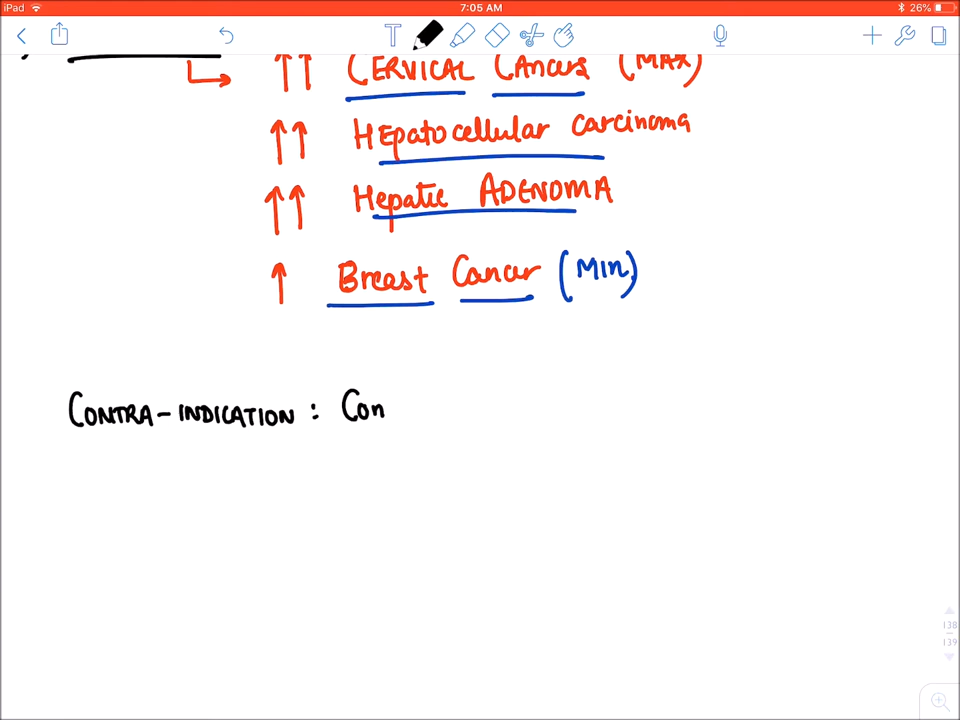 iPad 7:05 AM 26%
T
↑↑ CERVICAL CANCER (MAX)
↑↑ Hepatocellular carcinoma
↑↑ Hepatic ADENOMA
↑ Breast Cancer (MIN)
CONTRA-INDICATION : Con
138
139